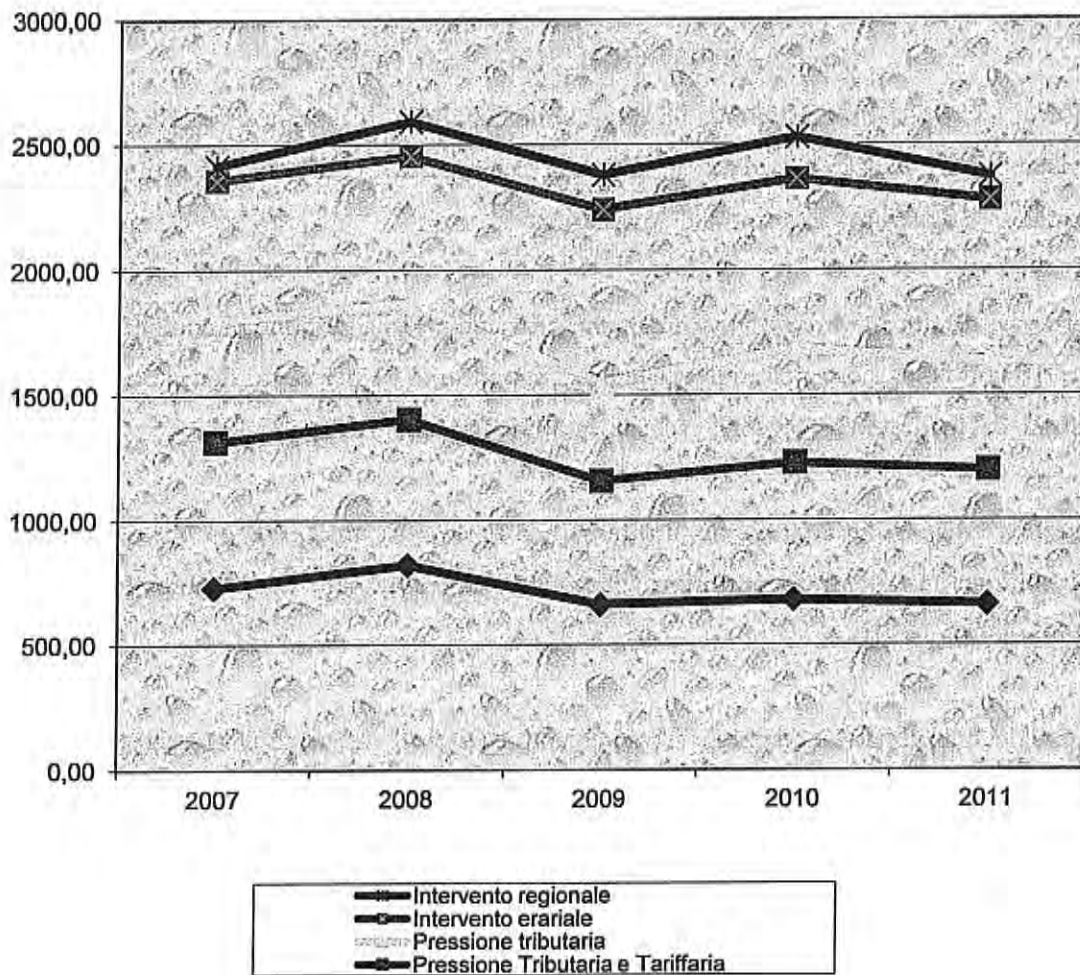 3000,00
2500,00
2000,00
1500,00
1000,00
500,00
0,00
2007 2008 2009 2010 2011
Intervento regionale
Intervento erariale
Pressione tributaria
Pressione Tributaria e Tariffaria